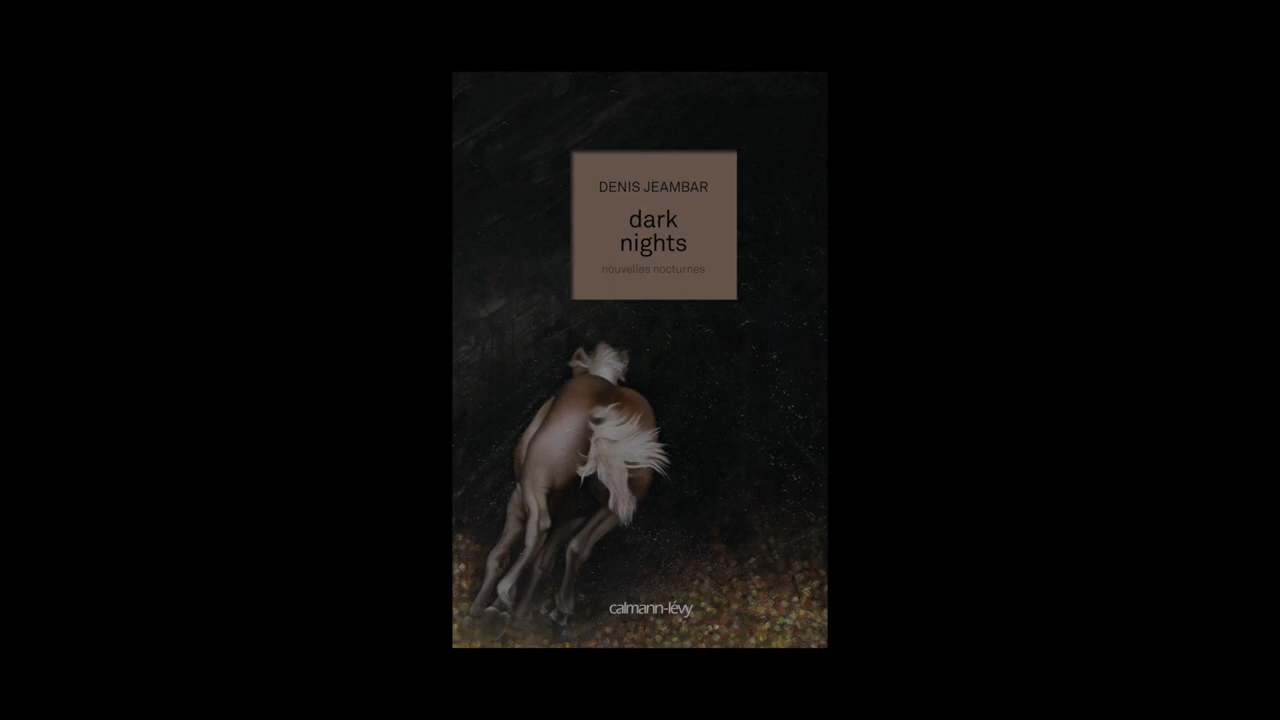 DENIS JEAMBAR
dark
nights
nouvelles nocturnes
calmann-lévy